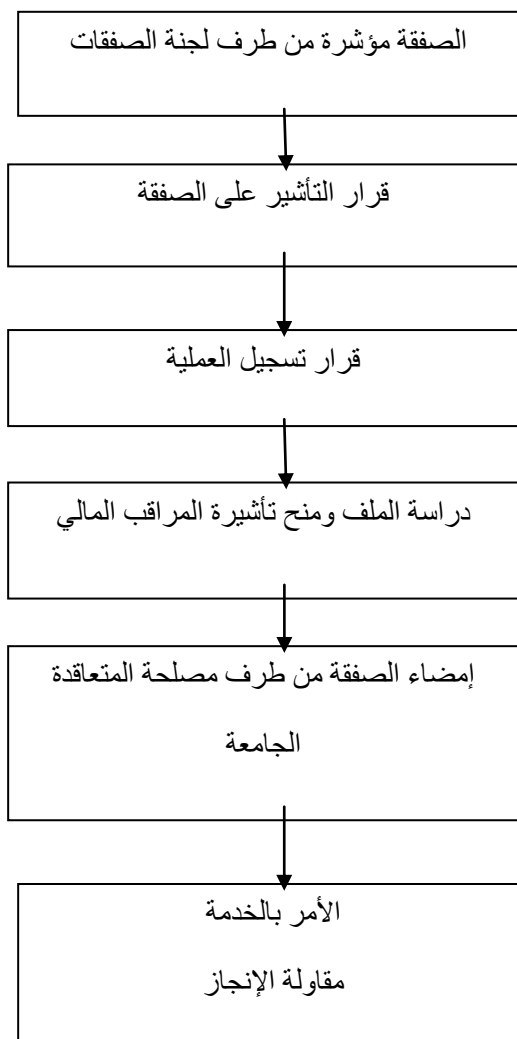 الصفقة مؤشرة من طرف لجنة الصفقات
قرار التأشير على الصفقة
قرار تسجيل العملية
دراسة الملف ومنح تأشيرة المراقب المالي
إمضاء الصفقة من طرف مصلحة المتعاقدة
الجامعة
الأمر بالخدمة
مقاولة الإنجاز